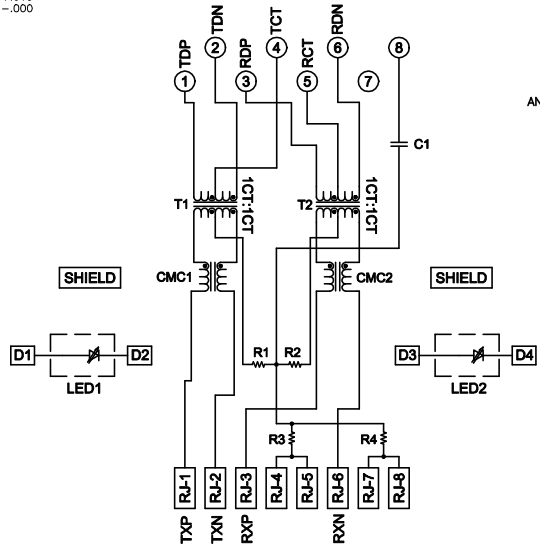 -.000
TDP
TDN
RDP
TCT
RCT
RDN
1
2
3
4
5
6
7
8
AN
C1
T1
1CT:1CT
T2
1CT:1CT
CMC1
CMC2
SHIELD
SHIELD
D1
D2
LED1
D3
D4
LED2
R1
R2
R3
R4
RJ-1
RJ-2
RJ-3
RJ-4
RJ-5
RJ-6
RJ-7
RJ-8
TXP
TXN
RXP
RXN